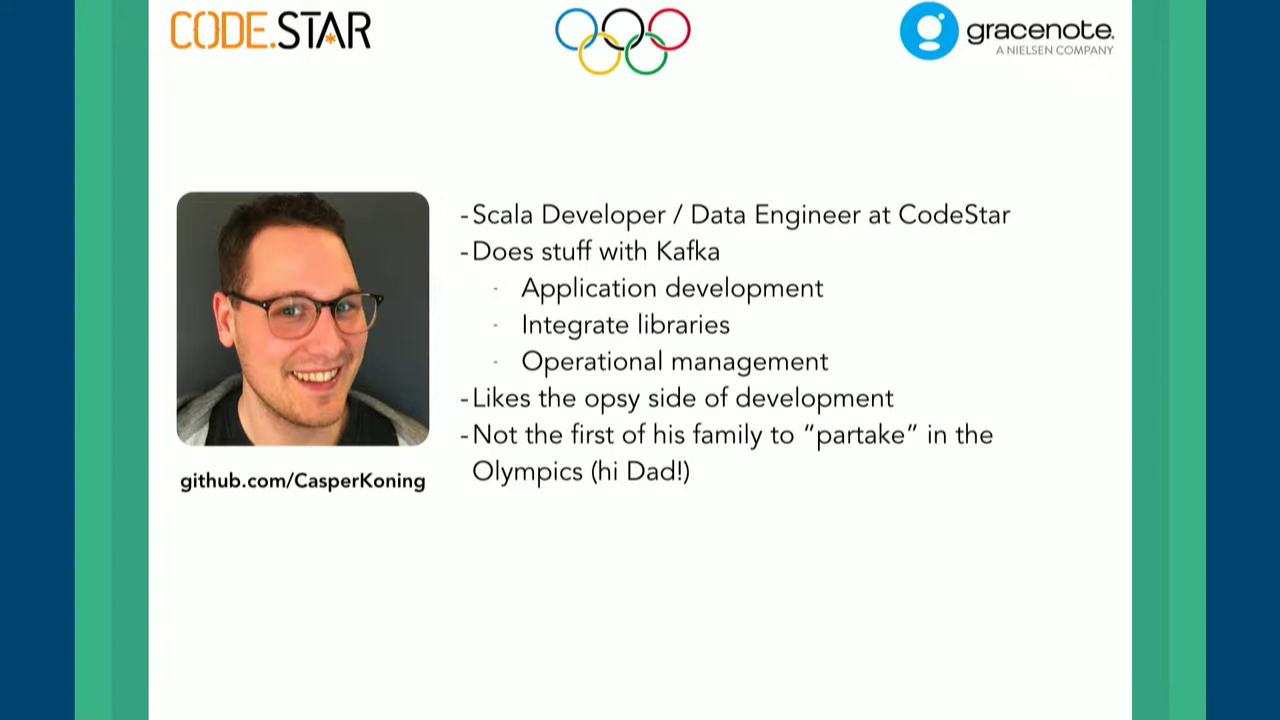 CODE.STAR
gracenote.
A NIELSEN COMPANY
-Scala Developer / Data Engineer at CodeStar
-Does stuff with Kafka
- Application development
- Integrate libraries
- Operational management
-Likes the opsy side of development
-Not the first of his family to “partake” in the
Olympics (hi Dad!)
github.com/CasperKoning